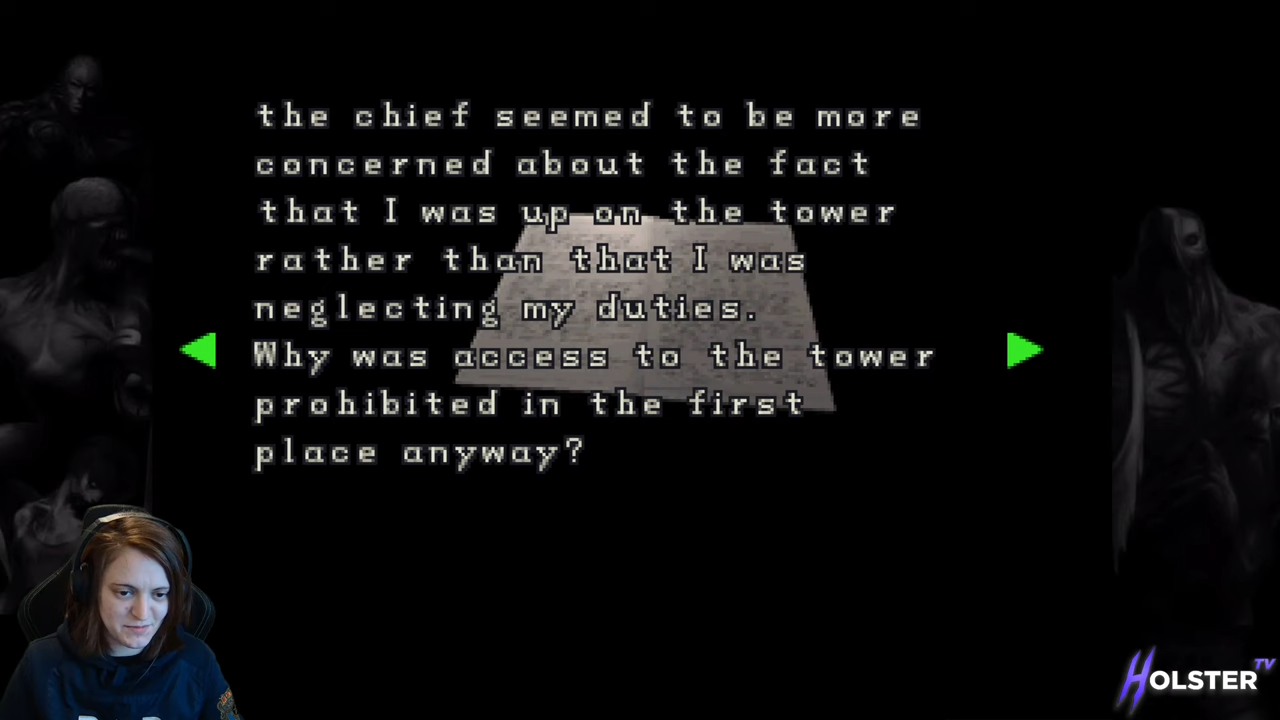 the chief seemed to be more
concerned about the fact
that I was up on the tower
rather than that I was
neglecting my duties.
Why was access to the tower
prohibited in the first
place anyway?
HOLSTER TV